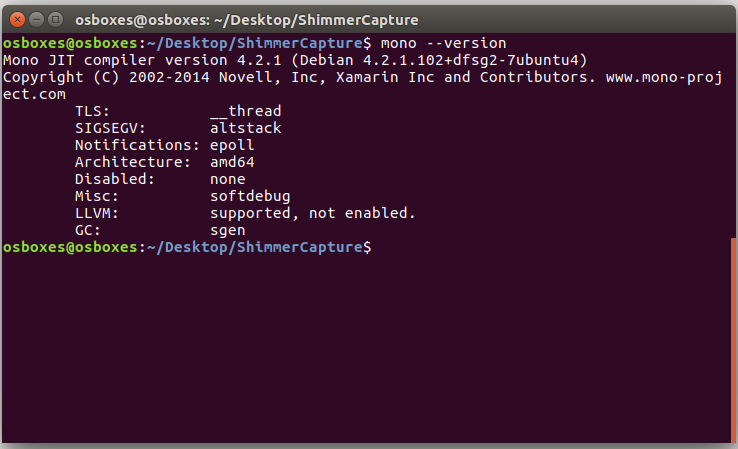 osboxes@osboxes: ~/Desktop/ShimmerCapture
osboxes@osboxes:~/Desktop/ShimmerCapture$ mono --version
Mono JIT compiler version 4.2.1 (Debian 4.2.1.102+dfsg2-7ubuntu4)
Copyright (C) 2002-2014 Novell, Inc, Xamarin Inc and Contributors. www.mono-proj
ect.com
TLS: __thread
SIGSEGV: altstack
Notifications: epoll
Architecture: amd64
Disabled: none
Misc: softdebug
LLVM: supported, not enabled.
GC: sgen
osboxes@osboxes:~/Desktop/ShimmerCapture$